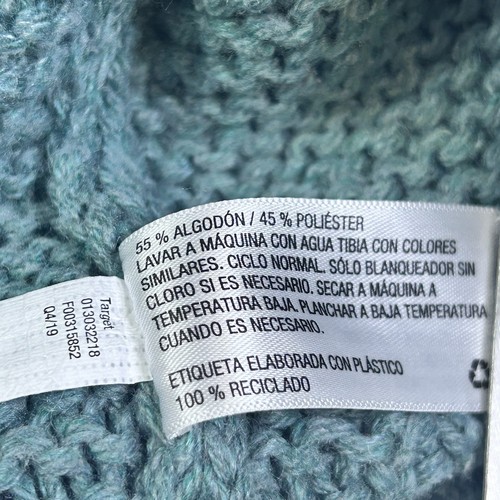 55 % ALGODÓN / 45 % POLIÉSTER
LAVAR A MÁQUINA CON AGUA TIBIA CON COLORES
SIMILARES. CICLO NORMAL. SÓLO BLANQUEADOR SIN
CLORO SI ES NECESARIO. SECAR A MÁQUINA A
TEMPERATURA BAJA. PLANCHAR A BAJA TEMPERATURA
CUANDO ES NECESARIO.
ETIQUETA ELABORADA CON PLÁSTICO
100 % RECICLADO
Target
013032218
F00315852
Q4/19